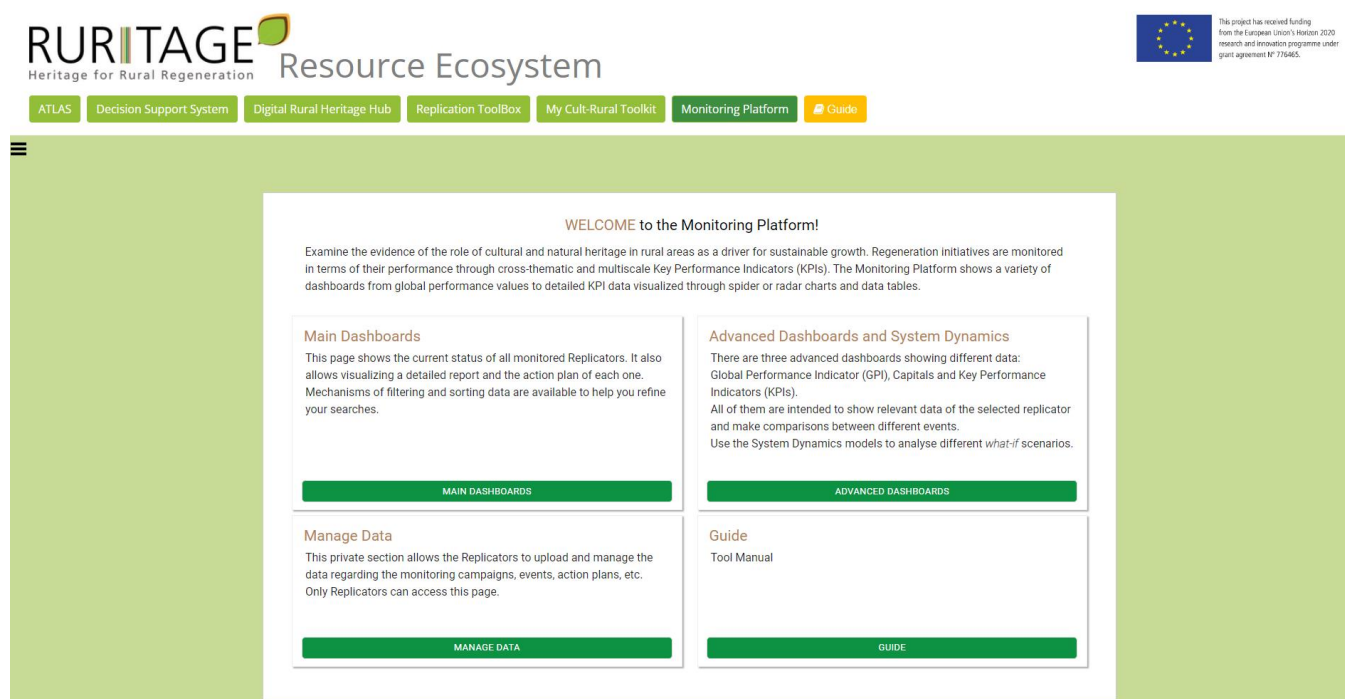 RURITAGE
Heritage for Rural Regeneration
Resource Ecosystem
This project has received funding
from the European Union's Horizon 2020
research and innovation programme under
grant agreement N° 776465.
ATLAS Decision Support System Digital Rural Heritage Hub Replication ToolBox My Cult-Rural Toolkit Monitoring Platform Guide
WELCOME to the Monitoring Platform!
Examine the evidence of the role of cultural and natural heritage in rural areas as a driver for sustainable growth. Regeneration initiatives are monitored
in terms of their performance through cross-thematic and multiscale Key Performance Indicators (KPIs). The Monitoring Platform shows a variety of
dashboards from global performance values to detailed KPI data visualized through spider or radar charts and data tables.
Main Dashboards
This page shows the current status of all monitored Replicators. It also
allows visualizing a detailed report and the action plan of each one.
Mechanisms of filtering and sorting data are available to help you refine
your searches.
MAIN DASHBOARDS
Advanced Dashboards and System Dynamics
There are three advanced dashboards showing different data:
Global Performance Indicator (GPI), Capitals and Key Performance
Indicators (KPIs).
All of them are intended to show relevant data of the selected replicator
and make comparisons between different events.
Use the System Dynamics models to analyse different what-if scenarios.
ADVANCED DASHBOARDS
Manage Data
This private section allows the Replicators to upload and manage the
data regarding the monitoring campaigns, events, action plans, etc.
Only Replicators can access this page.
MANAGE DATA
Guide
Tool Manual
GUIDE